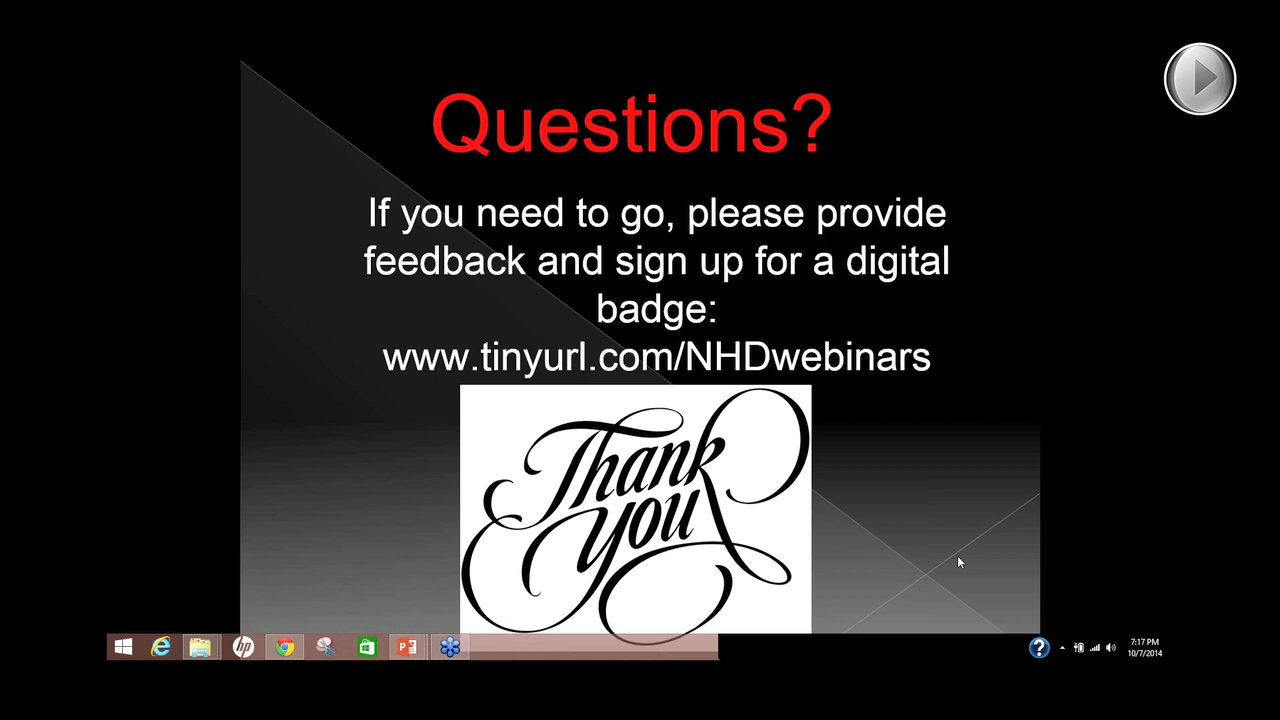 Questions?
If you need to go, please provide
feedback and sign up for a digital
badge:
www.tinyurl.com/NHDwebinars
Thank
you
hp
P
?
7:17 PM
10/7/2014